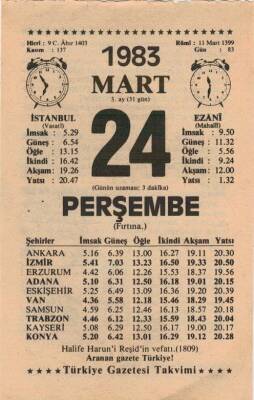 Hicri : 9 C. Âhır 1403
Kasım : 137
Rûmî : 11 Mart 1399
Gün : 83
1983
MART
3. ay (31 gün)
İSTANBUL
(Vasatî)
İmsak : 5.29
Güneş : 6.54
Öğle : 13.15
İkindi : 16.42
Akşam : 19.26
Yatsı : 20.47
24
EZÂNÎ
(Mahallî)
İmsak : 9.50
Güneş : 11.32
Öğle : 5.56
İkindi : 9.24
Akşam : 12.00
Yatsı : 1.32
(Günün uzaması: 3 dakika)
PERŞEMBE
(Fırtına.)
Şehirler İmsak Güneş Öğle İkindi Akşam Yatsı
ANKARA 5.16 6.39 13.00 16.27 19.11 20.30
İZMİR 5.41 7.03 13.23 16.50 19.33 20.50
ERZURUM 4.42 6.06 12.26 15.53 18.37 19.56
ADANA 5.10 6.31 12.50 16.18 19.01 20.15
ESKİŞEHİR 5.25 6.49 13.09 16.36 19.20 20.40
VAN 4.36 5.58 12.18 15.46 18.29 19.45
SAMSUN 4.59 6.25 12.46 16.13 18.57 20.18
TRABZON 4.46 6.12 12.33 15.59 18.43 20.04
KAYSERİ 5.08 6.29 12.50 16.17 19.00 20.17
KONYA 5.20 6.42 13.01 16.29 19.12 20.28
Halife Harun'i Reşid'in vefatı.(1809)
Aranan gazete Türkiye!
Türkiye Gazetesi Takvimi